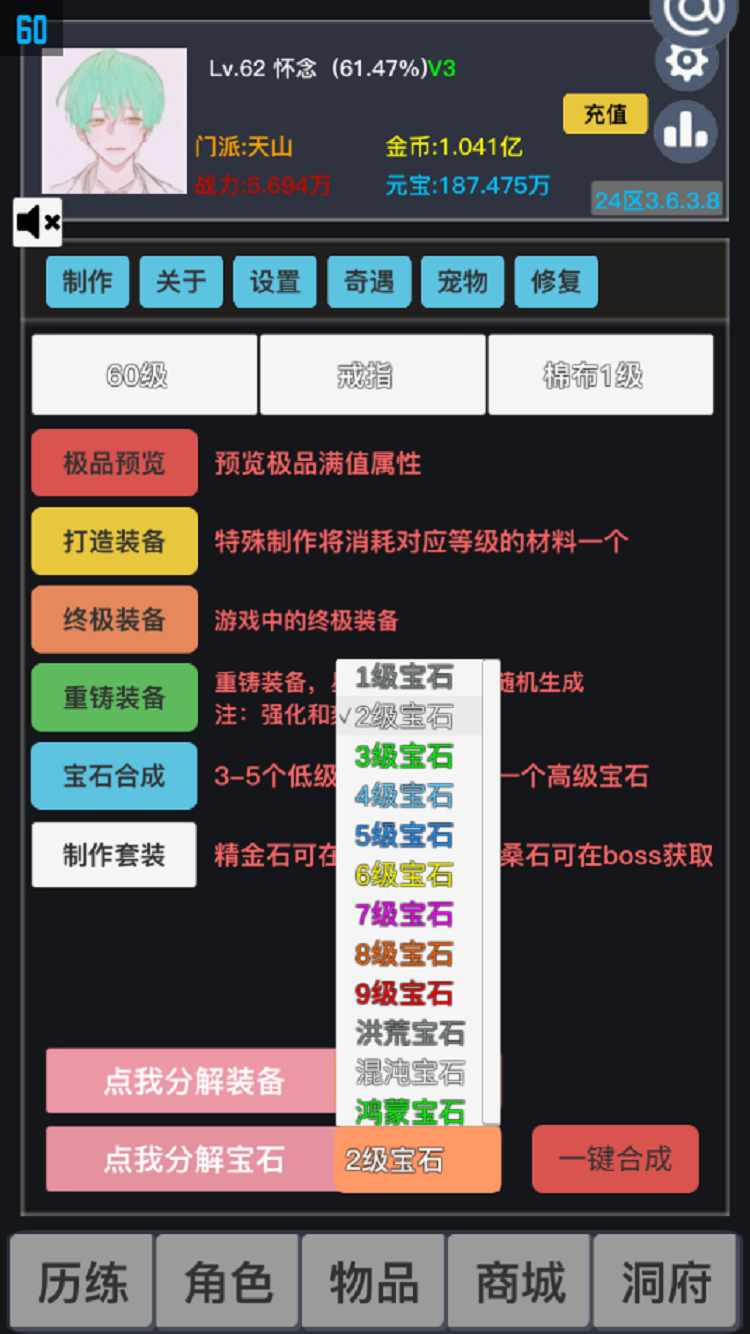 60
Lv.62 怀念 (61.47%)V3
充值
门派:天山
金币:1.041亿
战力:5.694万
元宝:187.475万
24区3.6.3.8
制作
关于
设置
奇遇
宠物
修复
60级
戒指
棉布1级
极品预览
预览极品满值属性
打造装备
特殊制作将消耗对应等级的材料一个
终极装备
游戏中的终极装备
重铸装备
重铸装备，
随机生成
注：强化和
宝石合成
3-5个低级
一个高级宝石
制作套装
精金石可在
桑石可在boss获取
1级宝石
✓2级宝石
3级宝石
4级宝石
5级宝石
6级宝石
7级宝石
8级宝石
9级宝石
洪荒宝石
混沌宝石
鸿蒙宝石
点我分解装备
点我分解宝石
2级宝石
一键合成
历练
角色
物品
商城
洞府